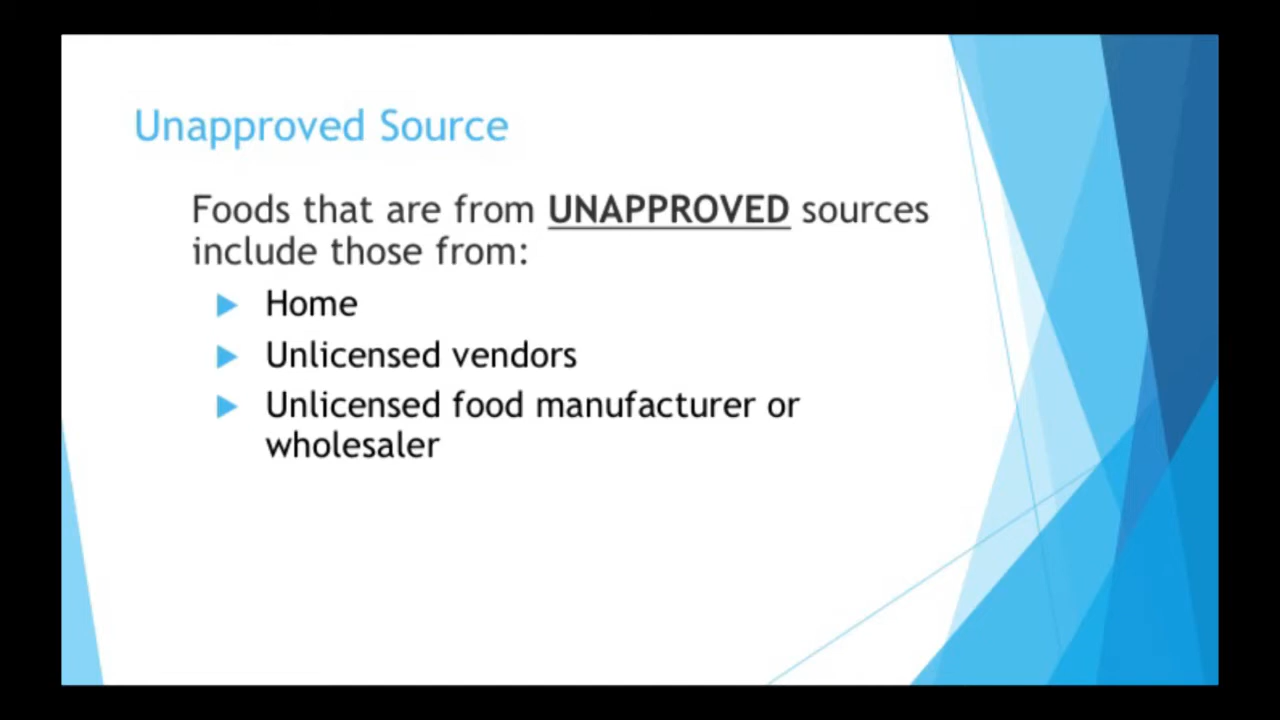 Unapproved Source
Foods that are from UNAPPROVED sources
include those from:
Home
Unlicensed vendors
Unlicensed food manufacturer or
wholesaler